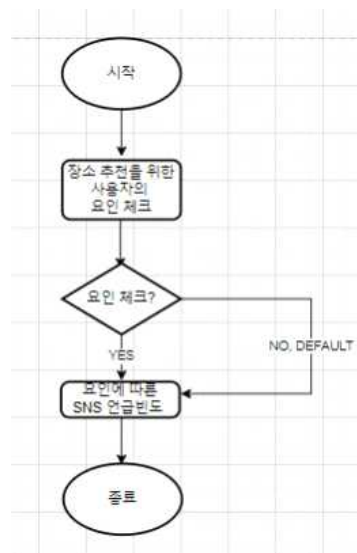 시작
장소 추천을 위한
사용자의
요인 체크
요인 체크?
YES
NO, DEFAULT
요인에 따른
SNS 언급빈도
종료